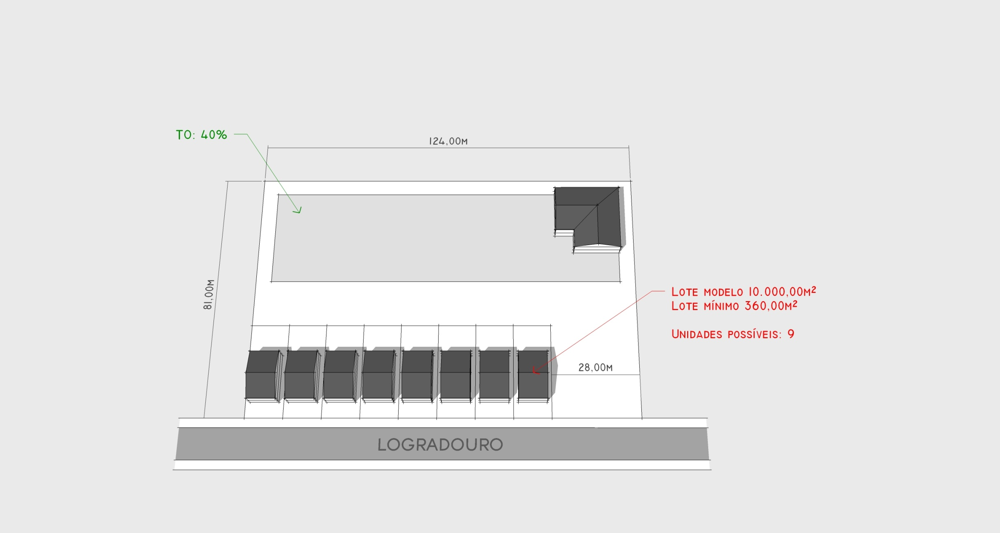 TO: 40%
124,00M
81,00M
LOTE MODELO 10.000,00M²
LOTE MÍNIMO 360,00M²
UNIDADES POSSÍVEIS: 9
28,00M
LOGRADOURO